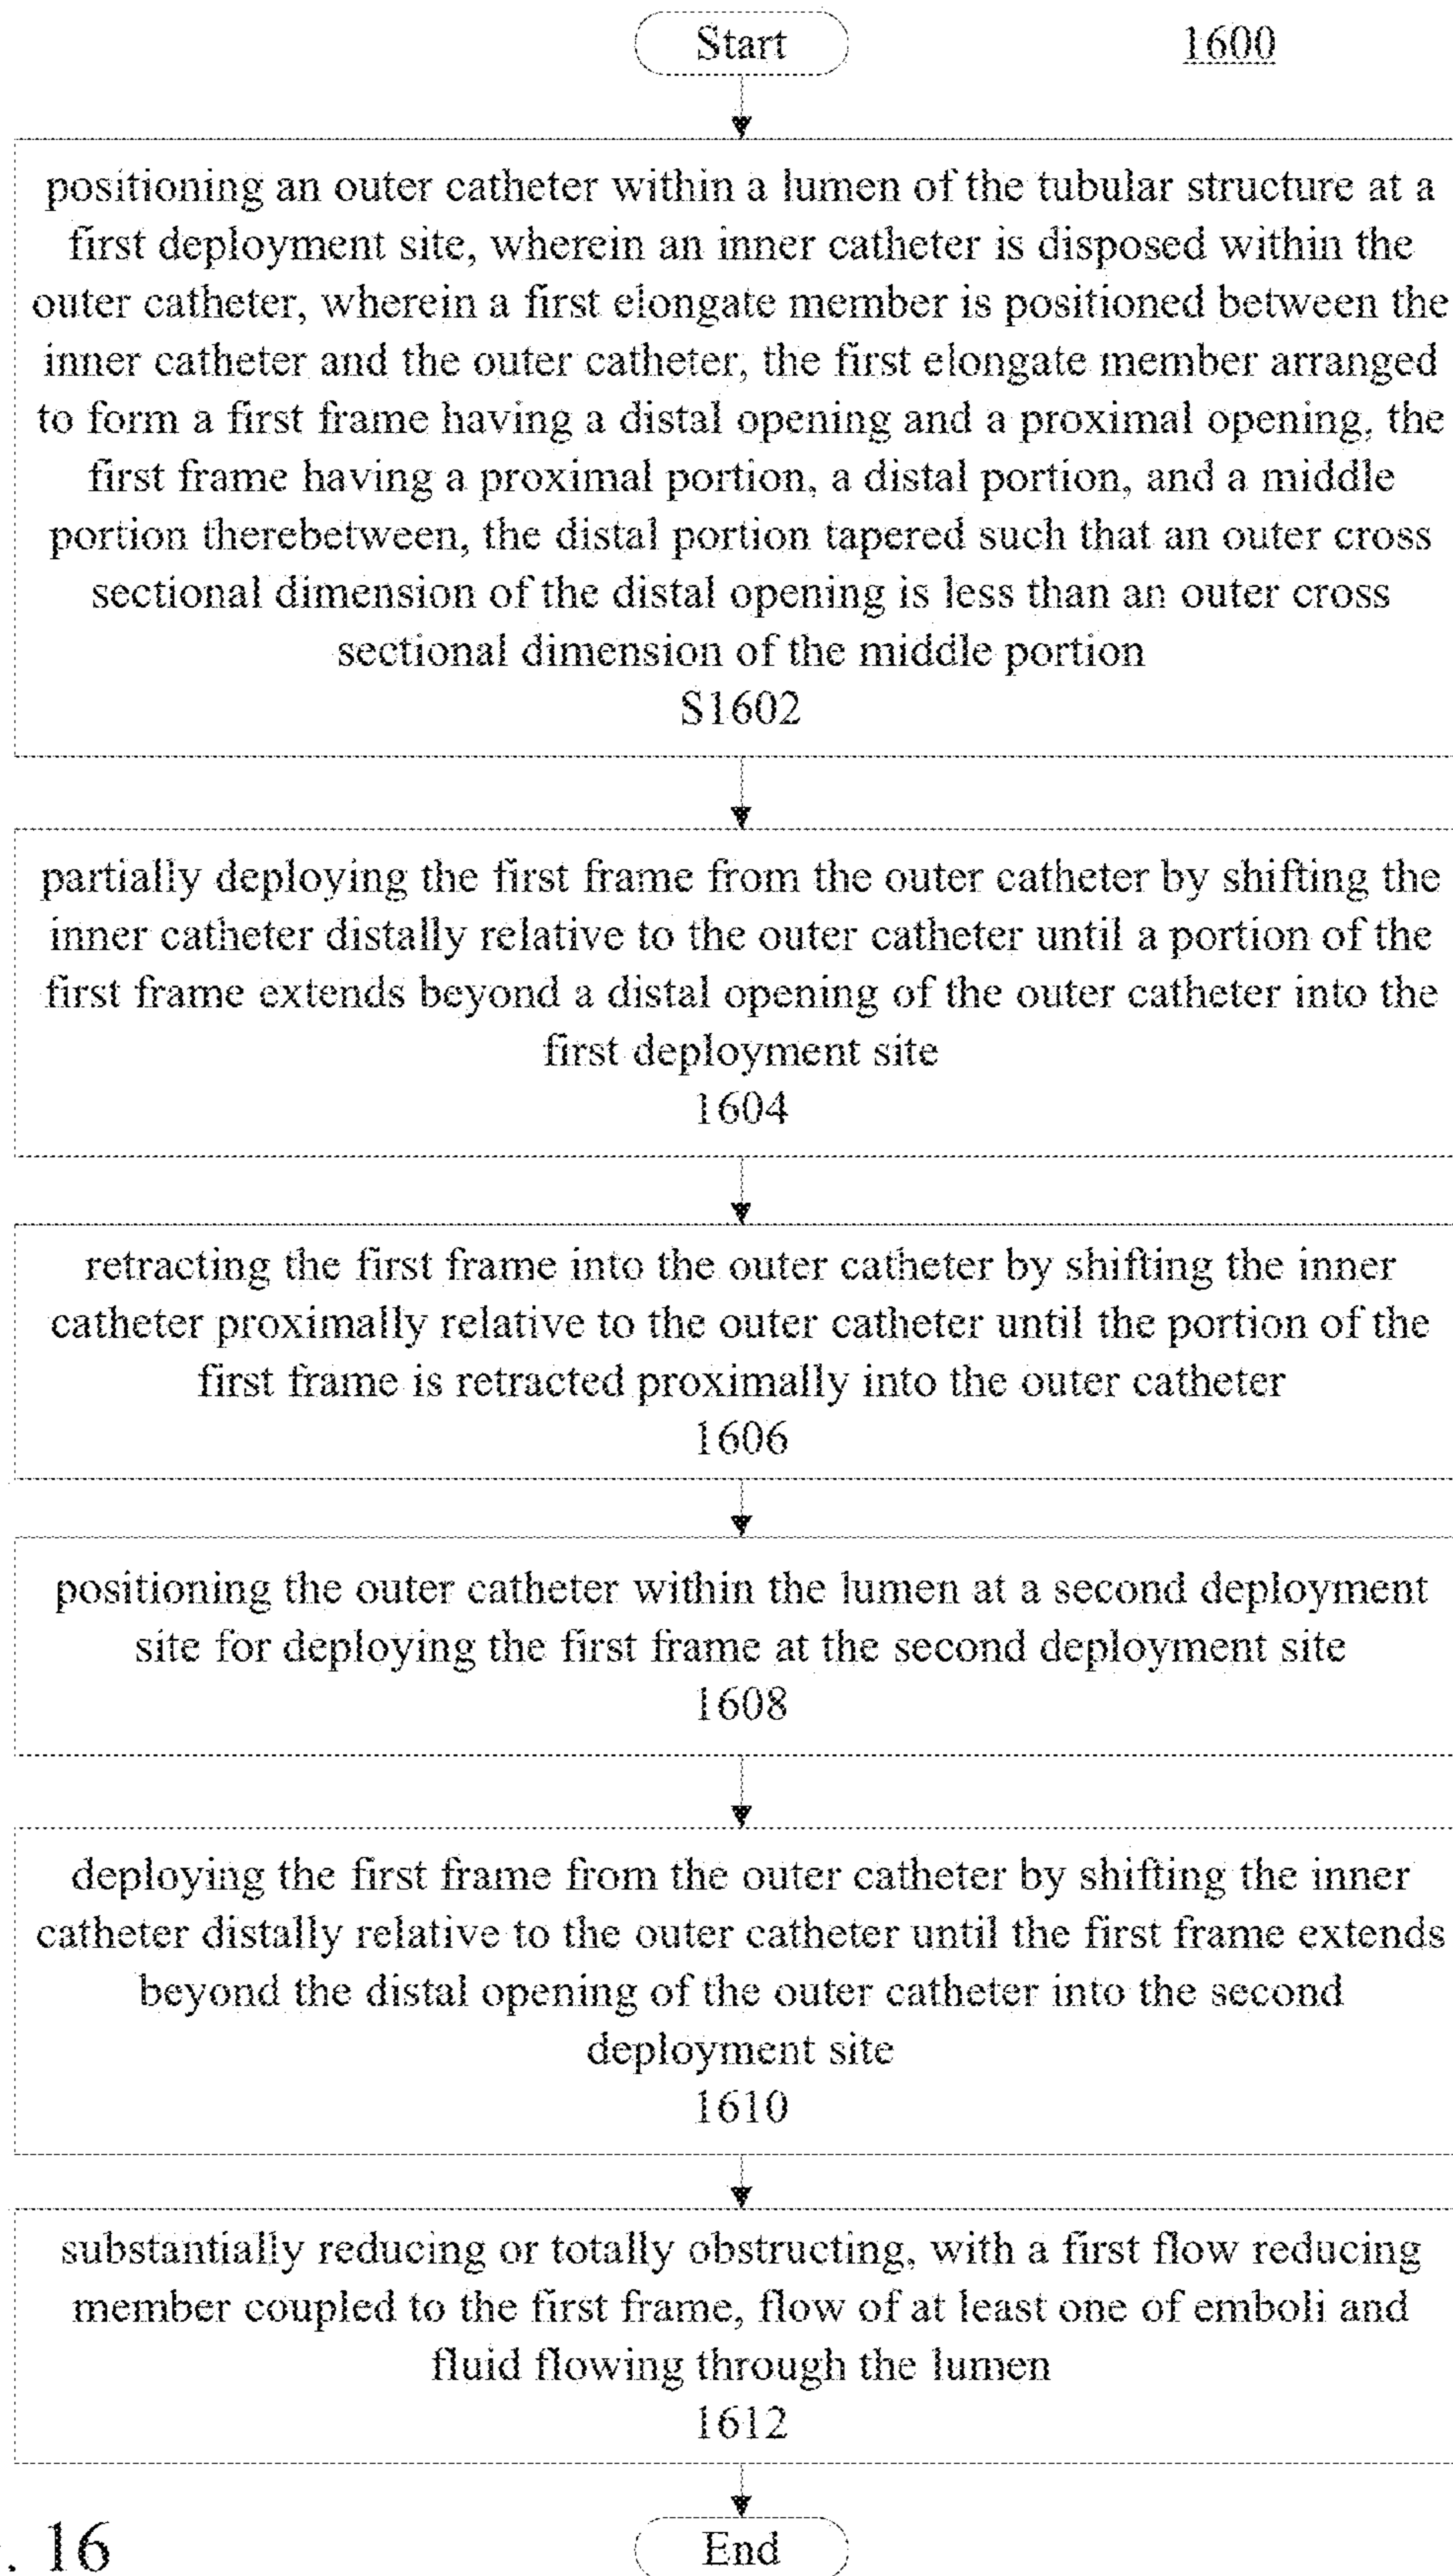 Start
1600
positioning an outer catheter within a lumen of the tubular structure at a
first deployment site, wherein an inner catheter is disposed within the
outer catheter, wherein a first elongate member is positioned between the
inner catheter and the outer catheter, the first elongate member arranged
to form a first frame having a distal opening and a proximal opening, the
first frame having a proximal portion, a distal portion, and a middle
portion therebetween, the distal portion tapered such that an outer cross
sectional dimension of the distal opening is less than an outer cross
sectional dimension of the middle portion
S1602
partially deploying the first frame from the outer catheter by shifting the
inner catheter distally relative to the outer catheter until a portion of the
first frame extends beyond a distal opening of the outer catheter into the
first deployment site
1604
retracting the first frame into the outer catheter by shifting the inner
catheter proximally relative to the outer catheter until the portion of the
first frame is retracted proximally into the outer catheter
1606
positioning the outer catheter within the lumen at a second deployment
site for deploying the first frame at the second deployment site
1608
deploying the first frame from the outer catheter by shifting the inner
catheter distally relative to the outer catheter until the first frame extends
beyond the distal opening of the outer catheter into the second
deployment site
1610
substantially reducing or totally obstructing, with a first flow reducing
member coupled to the first frame, flow of at least one of emboli and
fluid flowing through the lumen
1612
End
. 16